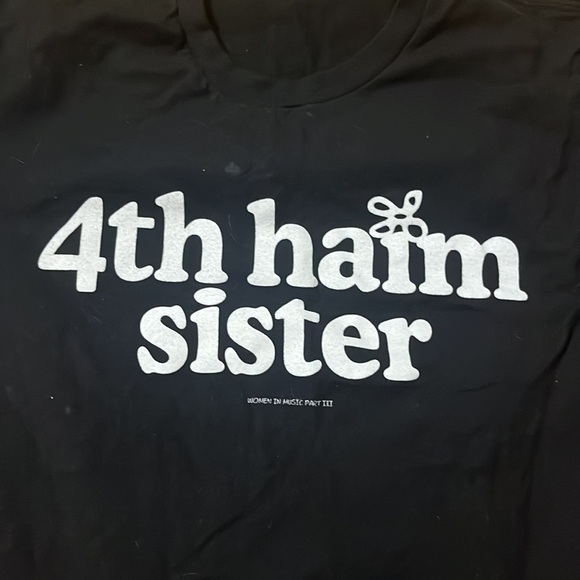 4th haim
sister
WOMEN IN MUSIC PART III